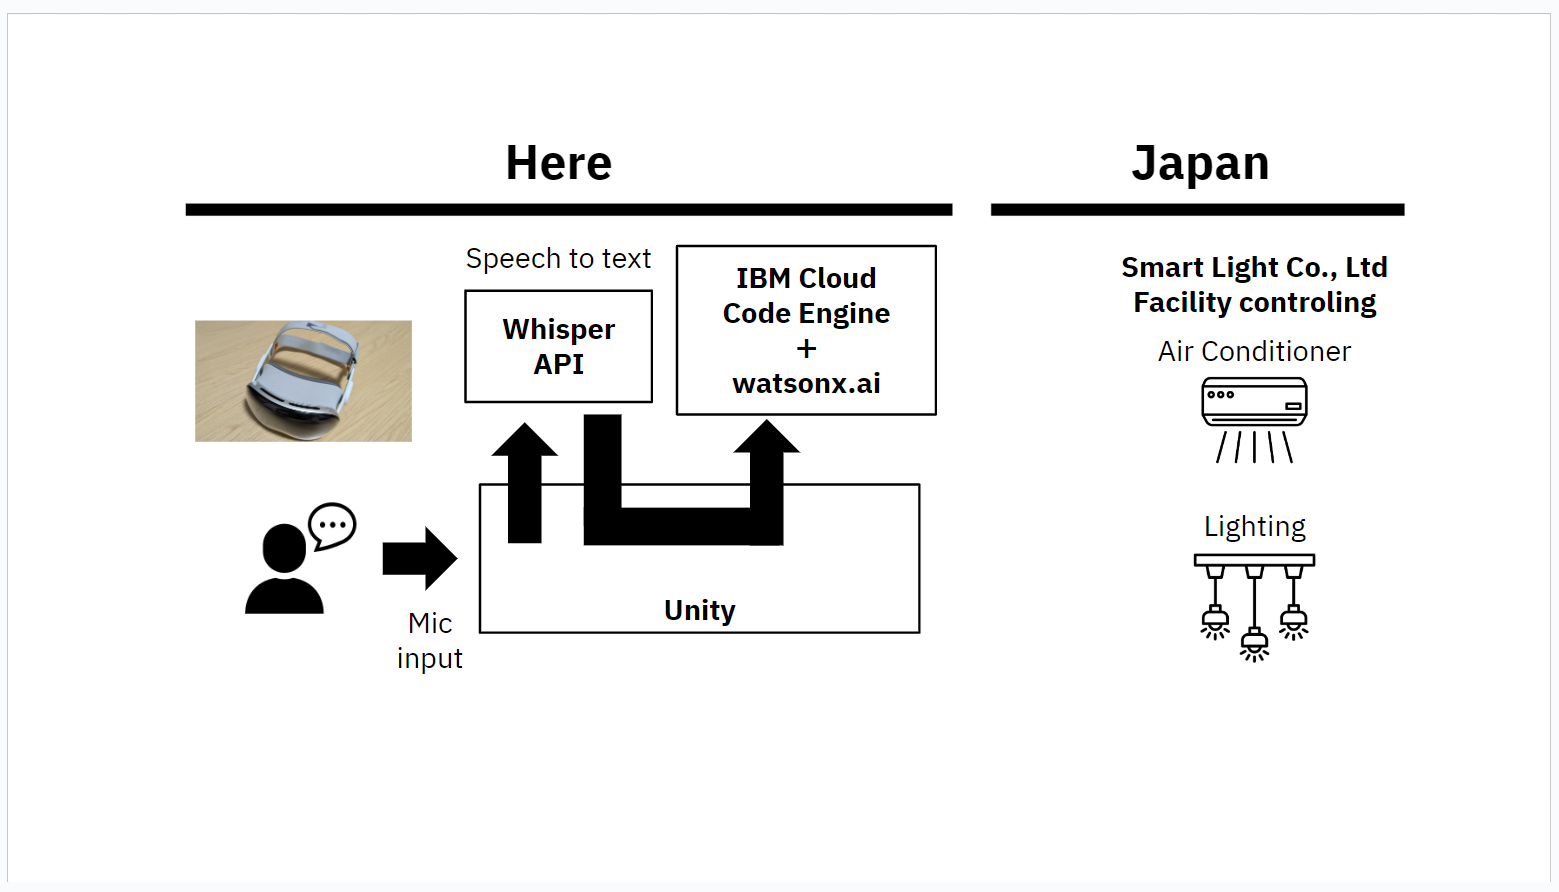 Here
Japan
Speech to text
Whisper
API
IBM Cloud
Code Engine
+
watsonx.ai
Mic
input
Unity
Smart Light Co., Ltd
Facility controling
Air Conditioner
Lighting